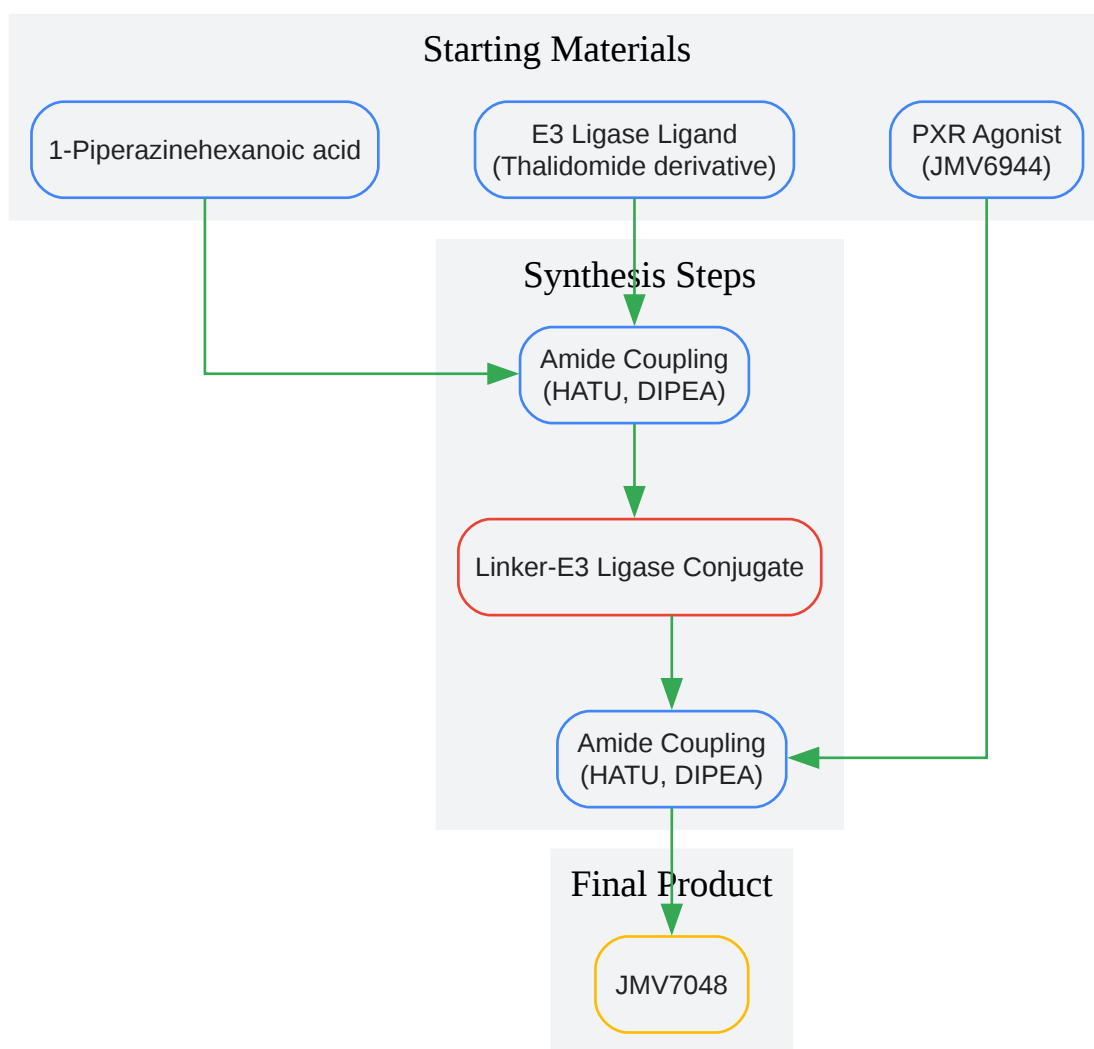 Starting Materials
1-Piperazinehexanoic acid
E3 Ligase Ligand
(Thalidomide derivative)
PXR Agonist
(JMV6944)
Synthesis Steps
Amide Coupling
(HATU, DIPEA)
Linker-E3 Ligase Conjugate
Amide Coupling
(HATU, DIPEA)
Final Product
JMV7048